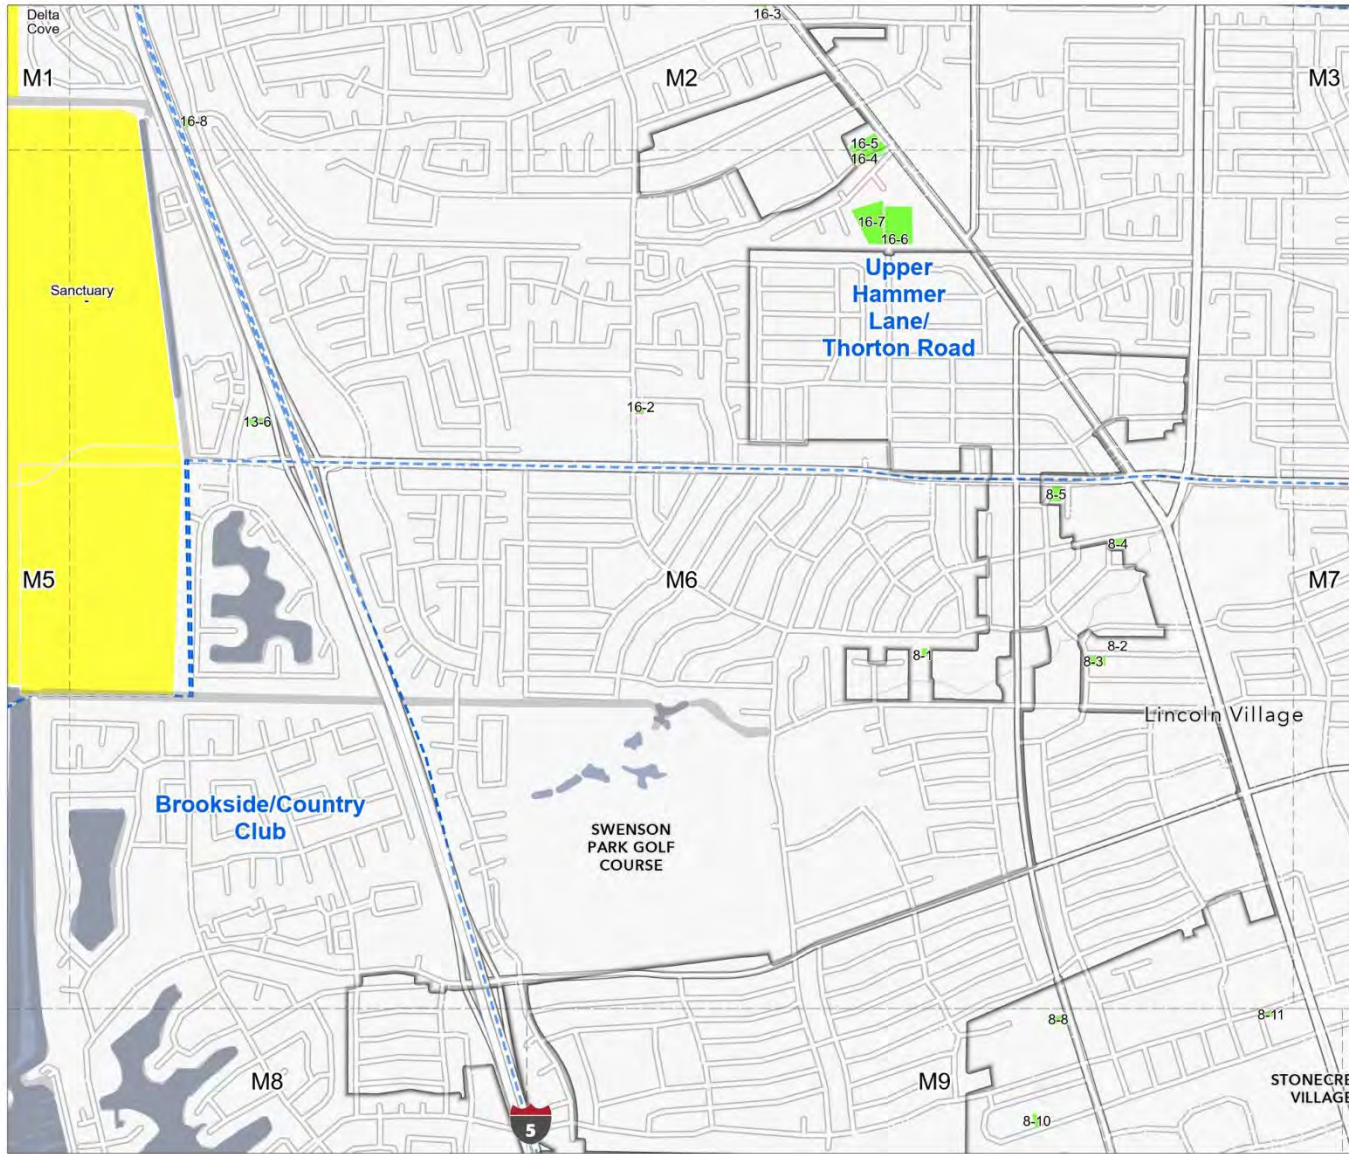 Delta
Cove
16-3
M1
M2
M3
16-8
16-5
16-4
16-7
16-6
Upper
Hammer
Lane/
Thorton Road
Sanctuary
16-2
13-6
8-5
8-4
M5
M6
M7
8-1
8-2
8-3
Lincoln Village
Brookside/Country
Club
SWENSON
PARK GOLF
COURSE
8-8
8-11
M8
M9
STONECRE
VILLAGE
5
8-10